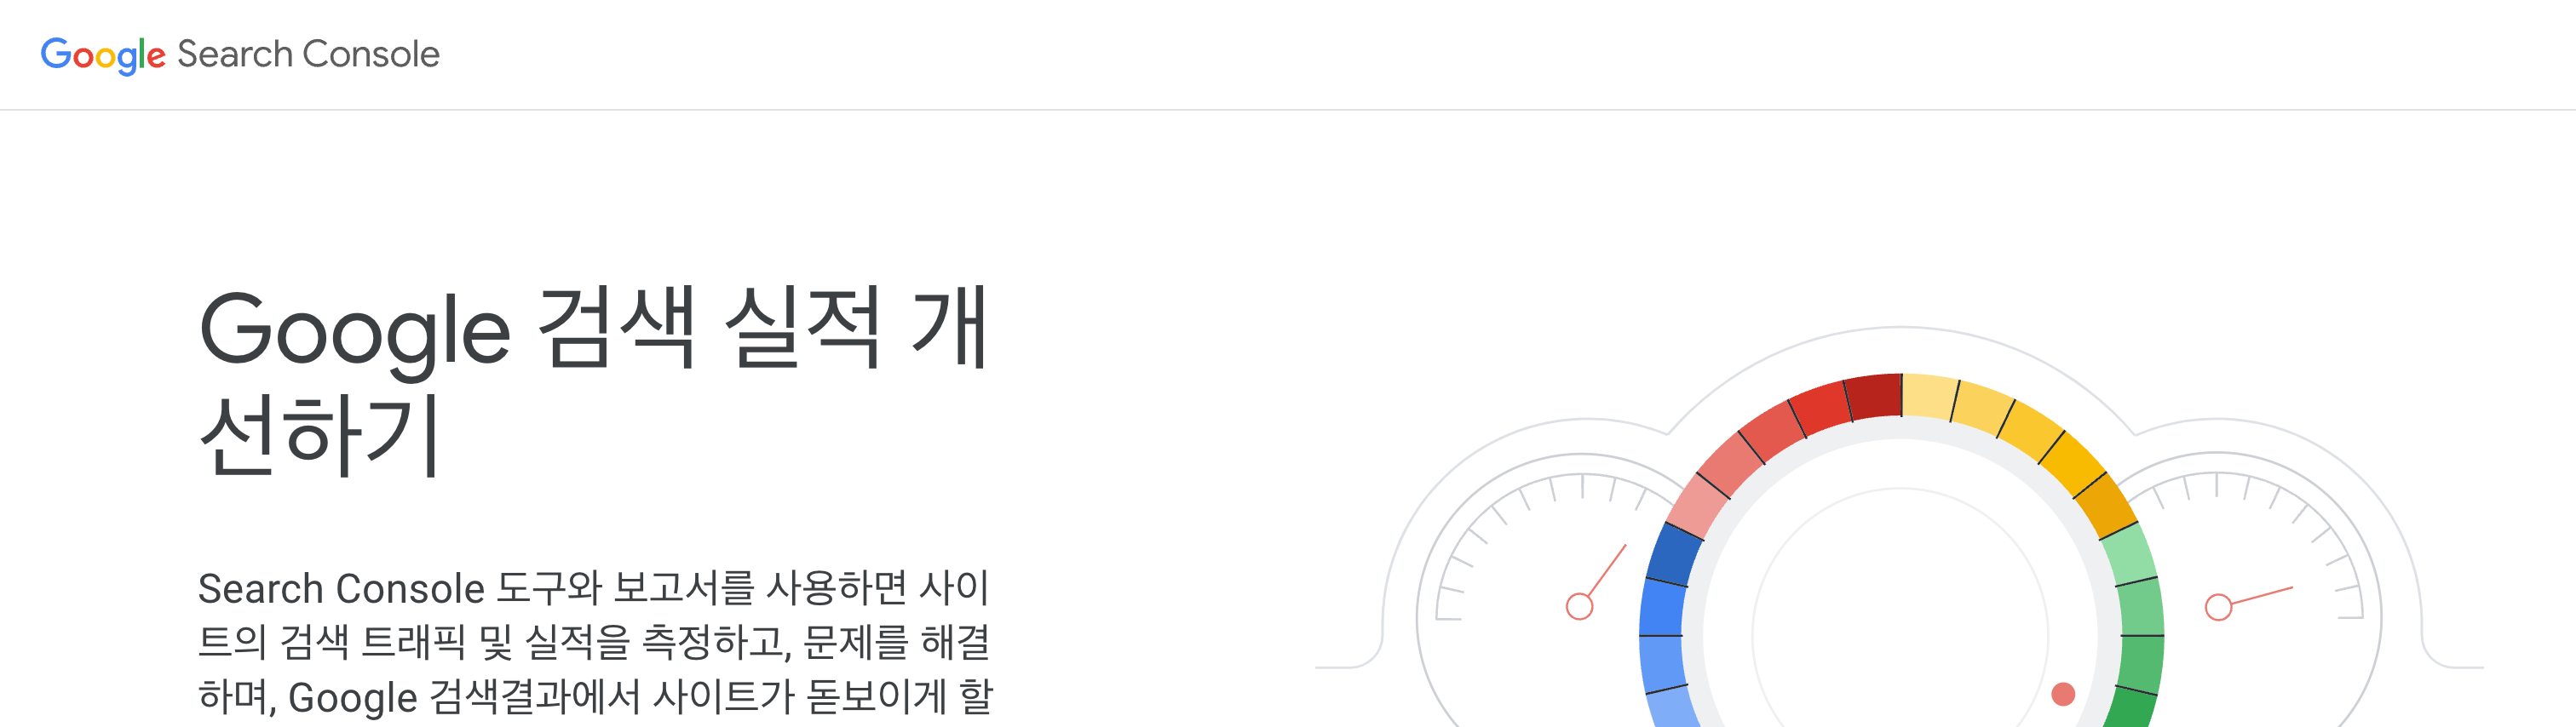 Google Search Console
Google 검색 실적 개
선하기
Search Console 도구와 보고서를 사용하면 사이
트의 검색 트래픽 및 실적을 측정하고, 문제를 해결
하며, Google 검색결과에서 사이트가 돋보이게 할